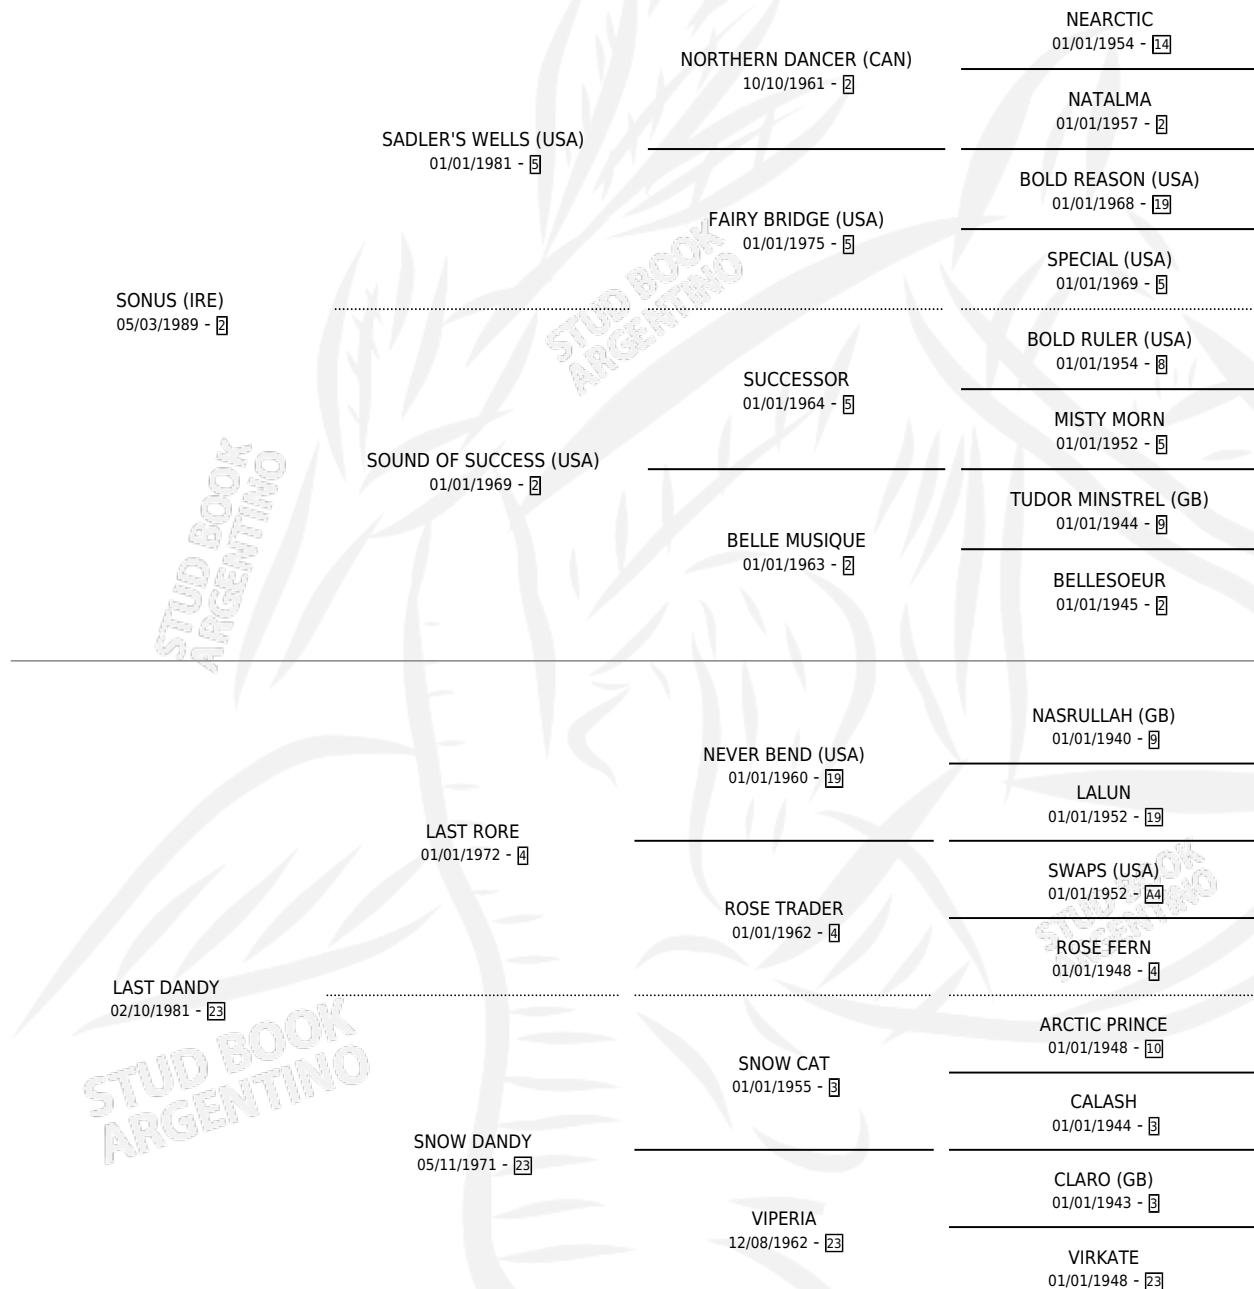 NEARCTIC
01/01/1954 - 14
NORTHERN DANCER (CAN)
10/10/1961 - 2
NATALMA
01/01/1957 - 2
SADLER'S WELLS (USA)
01/01/1981 - 5
BOLD REASON (USA)
01/01/1968 - 19
FAIRY BRIDGE (USA)
01/01/1975 - 5
SPECIAL (USA)
01/01/1969 - 5
SONUS (IRE)
05/03/1989 - 2
STUD BOOK
ARGENTINO
BOLD RULER (USA)
01/01/1954 - 8
SUCCESSOR
01/01/1964 - 5
MISTY MORN
01/01/1952 - 5
SOUND OF SUCCESS (USA)
01/01/1969 - 2
TUDOR MINSTREL (GB)
01/01/1944 - 9
BELLE MUSIQUE
01/01/1963 - 2
BELLESOEUR
01/01/1945 - 2
STUD BOOK
ARGENTINO
NASRULLAH (GB)
01/01/1940 - 9
NEVER BEND (USA)
01/01/1960 - 19
LALUN
01/01/1952 - 19
LAST RORE
01/01/1972 - 4
SWAPS (USA)
01/01/1952 - A4
ROSE TRADER
01/01/1962 - 4
STUD BOOK
ARGENTINO
ROSE FERN
01/01/1948 - 4
LAST DANDY
02/10/1981 - 23
STUD BOOK
ARGENTINO
ARCTIC PRINCE
01/01/1948 - 10
SNOW CAT
01/01/1955 - 3
CALASH
01/01/1944 - 3
SNOW DANDY
05/11/1971 - 23
CLARO (GB)
01/01/1943 - 3
VIPERIA
12/08/1962 - 23
VIRKATE
01/01/1948 - 23